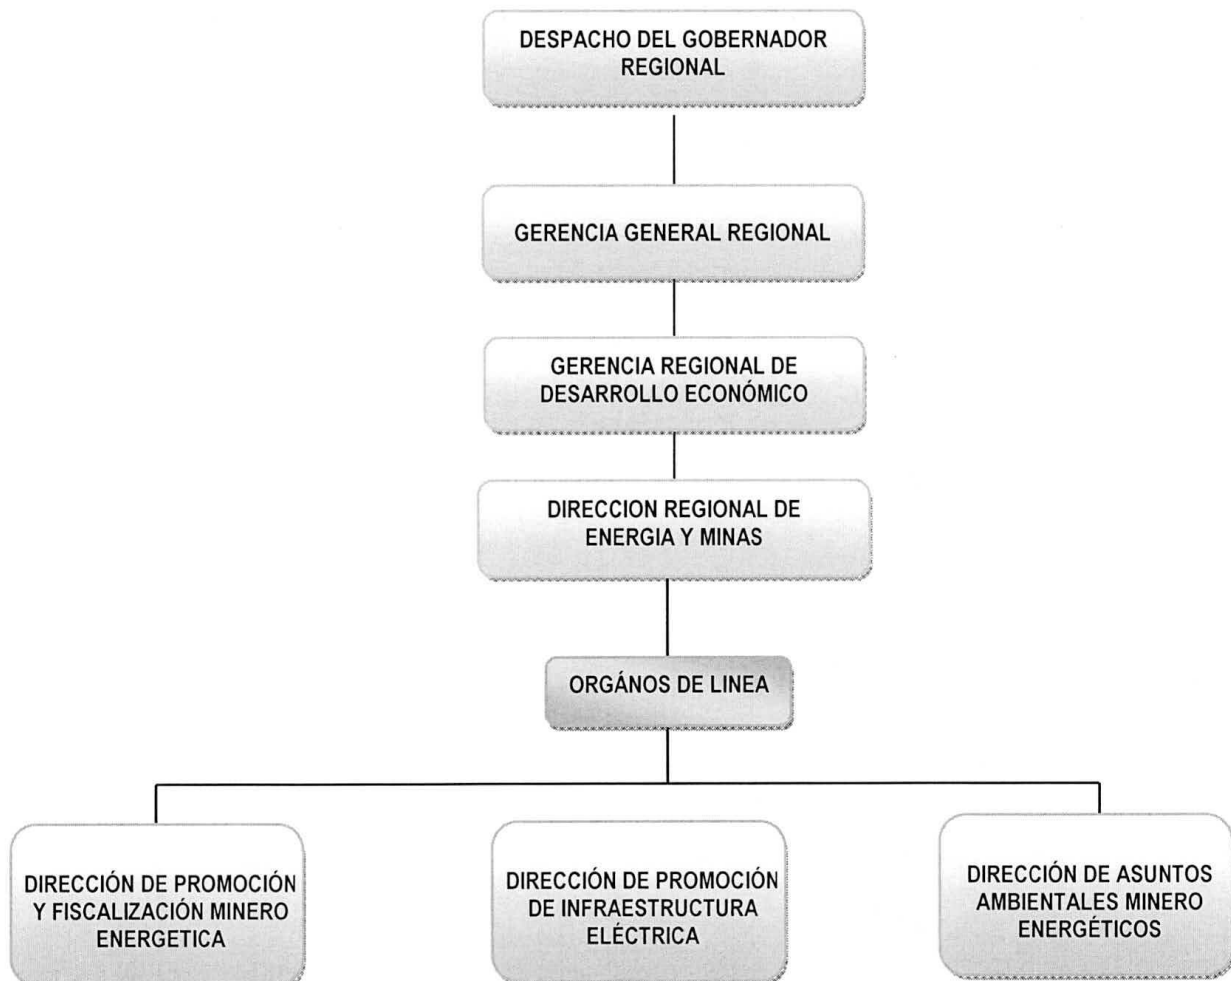 DESPACHO DEL GOBERNADOR
REGIONAL
GERENCIA GENERAL REGIONAL
GERENCIA REGIONAL DE
DESARROLLO ECONÓMICO
DIRECCION REGIONAL DE
ENERGIA Y MINAS
ORGÁNOS DE LINEA
DIRECCIÓN DE PROMOCIÓN
Y FISCALIZACIÓN MINERO
ENERGETICA
DIRECCIÓN DE PROMOCIÓN
DE INFRAESTRUCTURA
ELÉCTRICA
DIRECCIÓN DE ASUNTOS
AMBIENTALES MINERO
ENERGÉTICOS